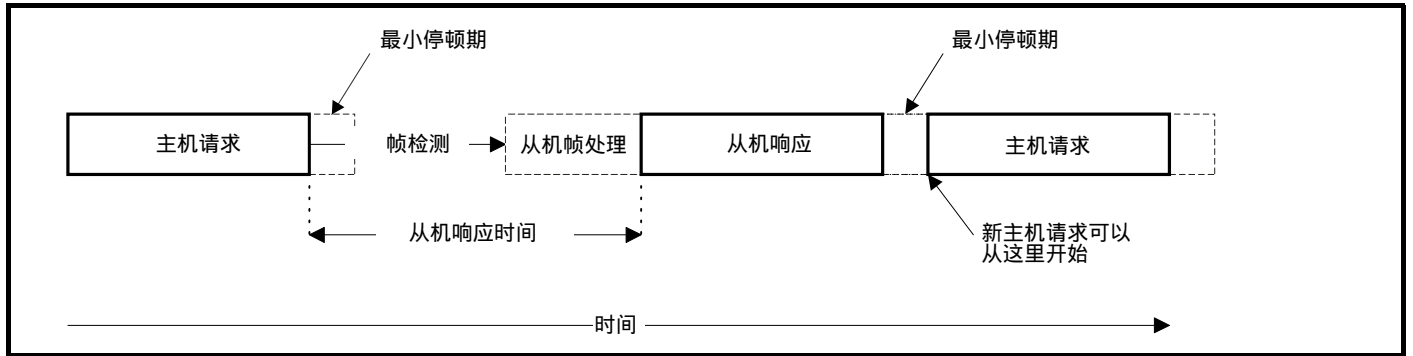 最小停顿期
最小停顿期
主机请求
帧检测
从机帧处理
从机响应
主机请求
从机响应时间
新主机请求可以
从这里开始
时间